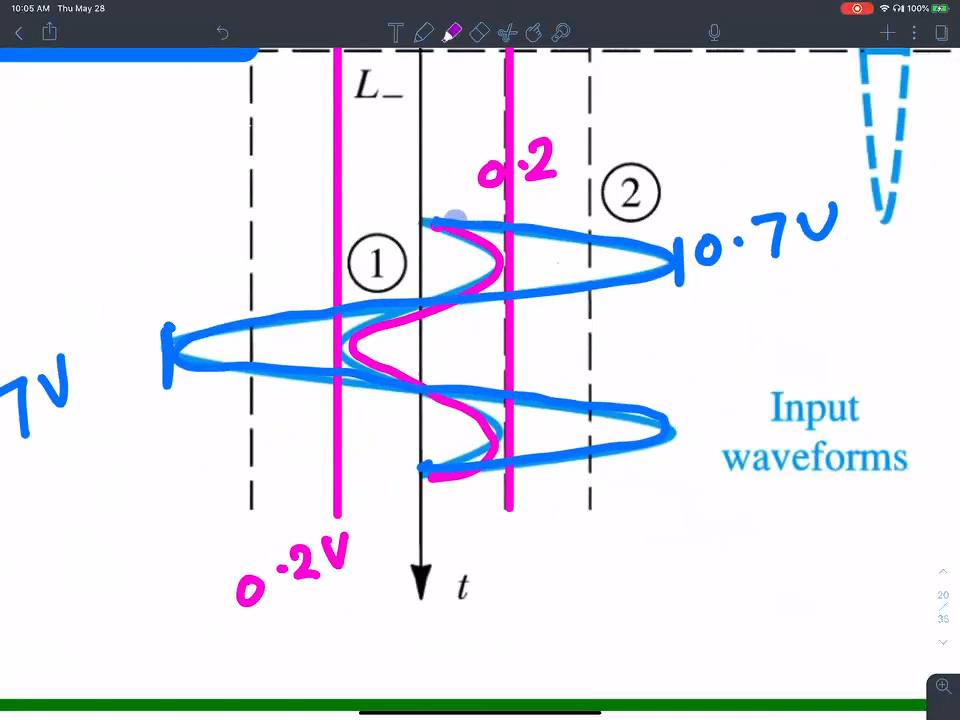 10:05 AM Thu May 28
100%
L_
0.2
2
10.7V
1
7V
Input
waveforms
0.2V
t
20
/
35